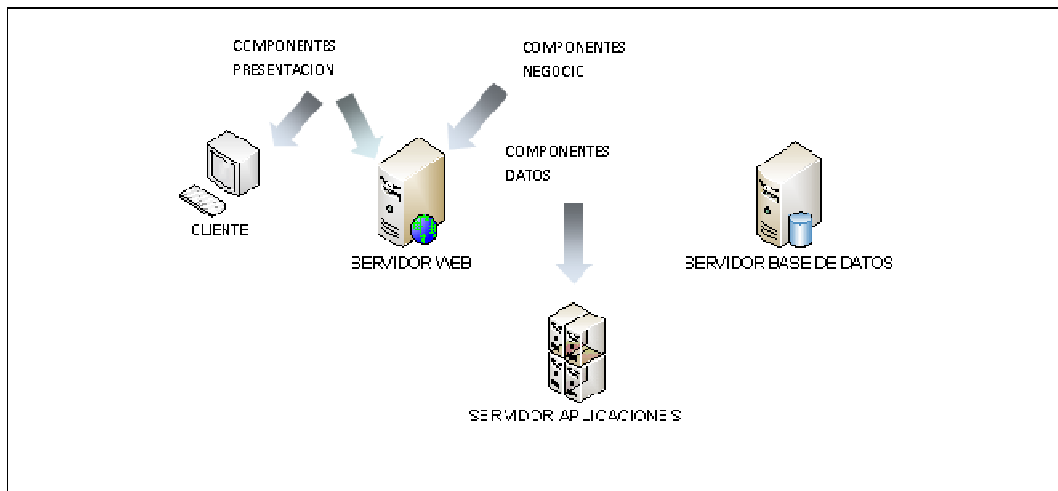 COMPONENTES
PRESENTACION
COMPONENTES
NEGOCIO
COMPONENTES
DATOS
CLIENTE
SERVIDOR WEB
SERVIDOR BASE DE DATOS
SERVIDOR APLICACIONES